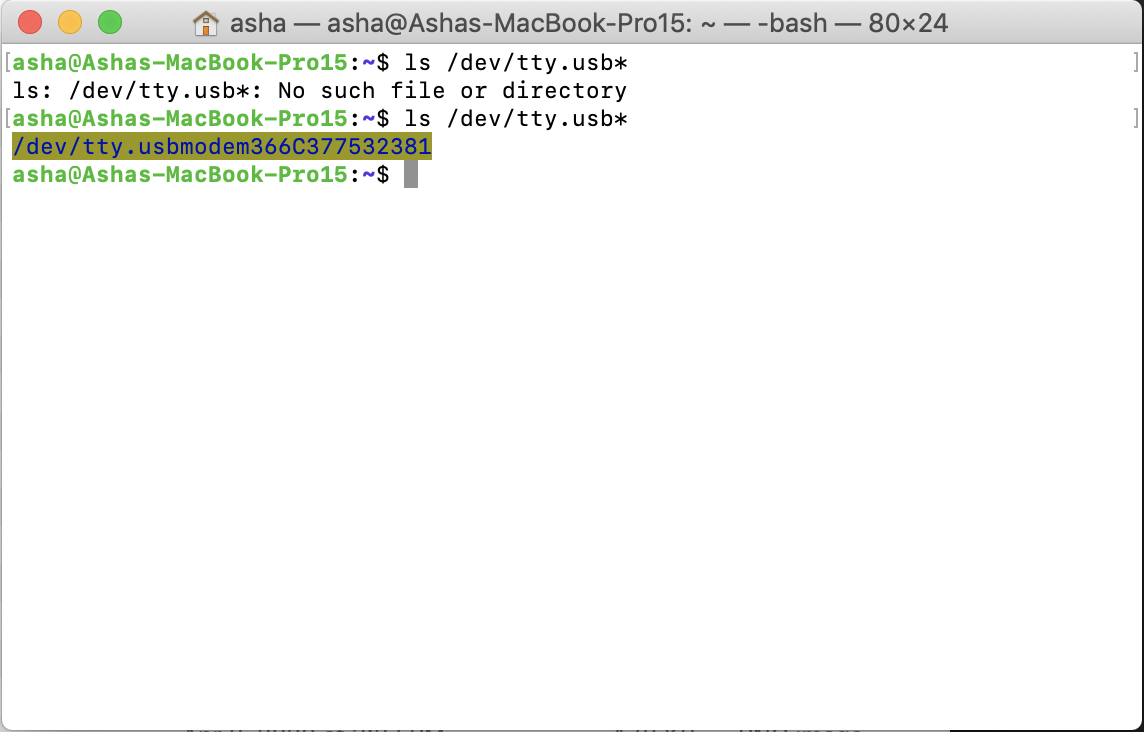 asha — asha@Ashas-MacBook-Pro15: ~ — -bash — 80×24
[asha@Ashas-MacBook-Pro15:~$ ls /dev/tty.usb* ]
ls: /dev/tty.usb*: No such file or directory
[asha@Ashas-MacBook-Pro15:~$ ls /dev/tty.usb* ]
/dev/tty.usbmodem366C377532381
asha@Ashas-MacBook-Pro15:~$